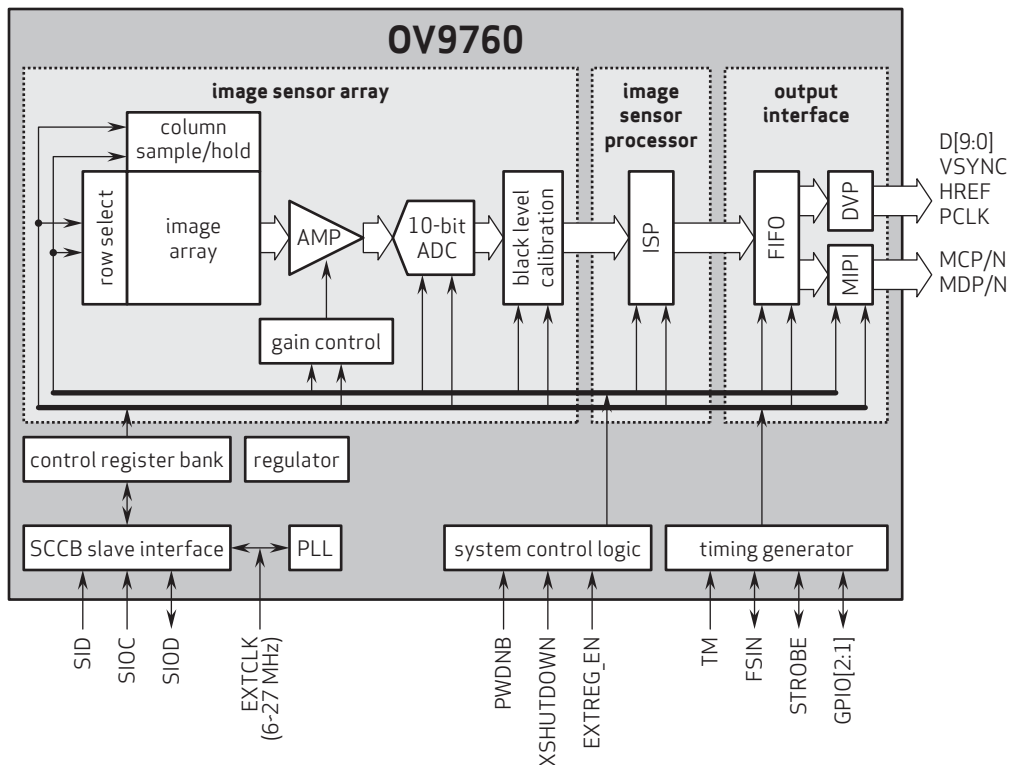 OV9760
image sensor array
image
sensor
processor
output
interface
column
sample/hold
row select
image
array
AMP
10-bit
ADC
black level
calibration
ISP
FIFO
DVP
MIPI
D[9:0]
VSYNC
HREF
PCLK
MCP/N
MDP/N
gain control
control register bank
regulator
SCCB slave interface
PLL
system control logic
timing generator
SID
SIOC
SIOD
EXTCLK
(6-27 MHz)
PWDNB
XSHUTDOWN
EXTREG_EN
TM
FSIN
STROBE
GPIO[2:1]